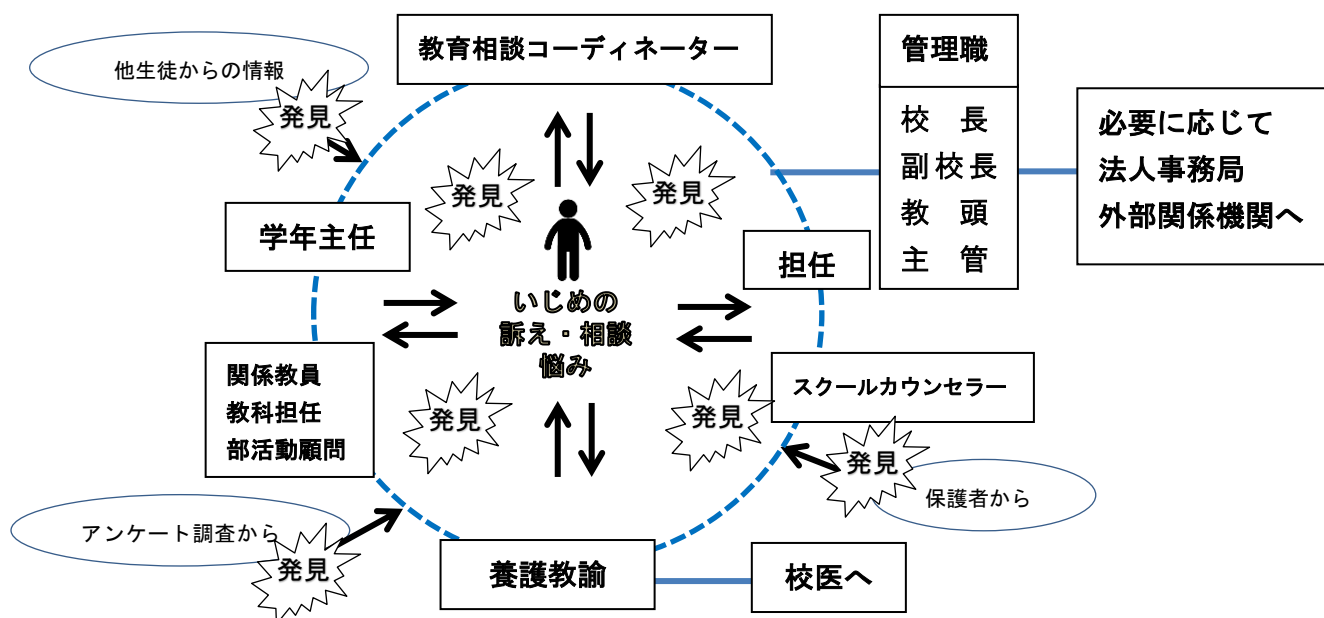 教育相談コーディネーター
管理職
校　長
副校長
教　頭
主　管
必要に応じて
法人事務局
外部関係機関へ
他生徒からの情報
発見
発見
発見
学年主任
担任
いじめの
訴え・相談
悩み
関係教員
教科担任
部活動顧問
スクールカウンセラー
発見
発見
発見
保護者から
アンケート調査から
発見
養護教諭
校医へ